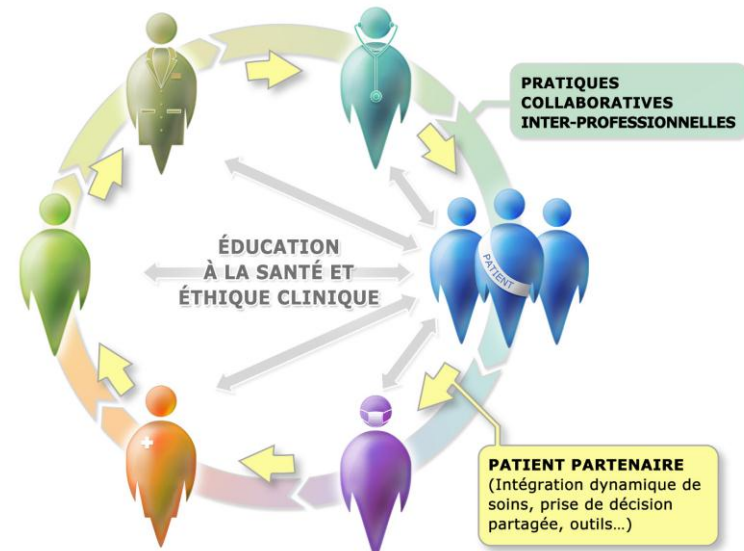 PRATIQUES
COLLABORATIVES
INTER-PROFESSIONNELLES
ÉDUCATION
À LA SANTÉ ET
ÉTHIQUE CLINIQUE
PATIENT
PATIENT PARTENAIRE
(Intégration dynamique de
soins, prise de décision
partagée, outils...)